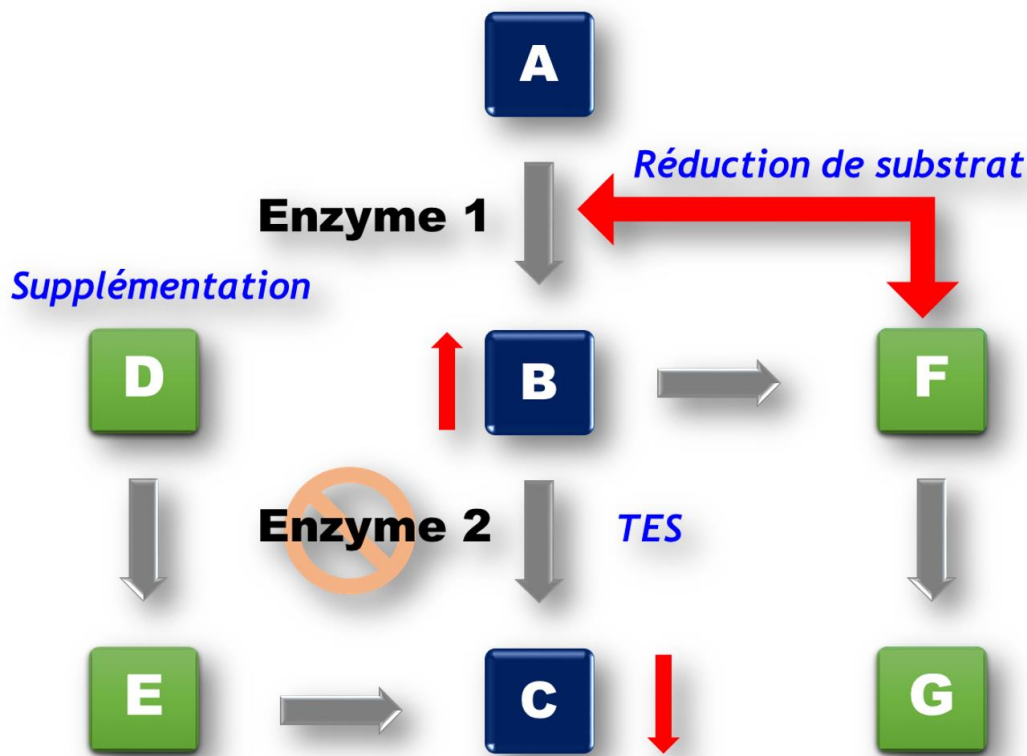 A
Réduction de substrat
Enzyme 1
Supplémentation
D
B
F
Enzyme 2
TES
E
C
G